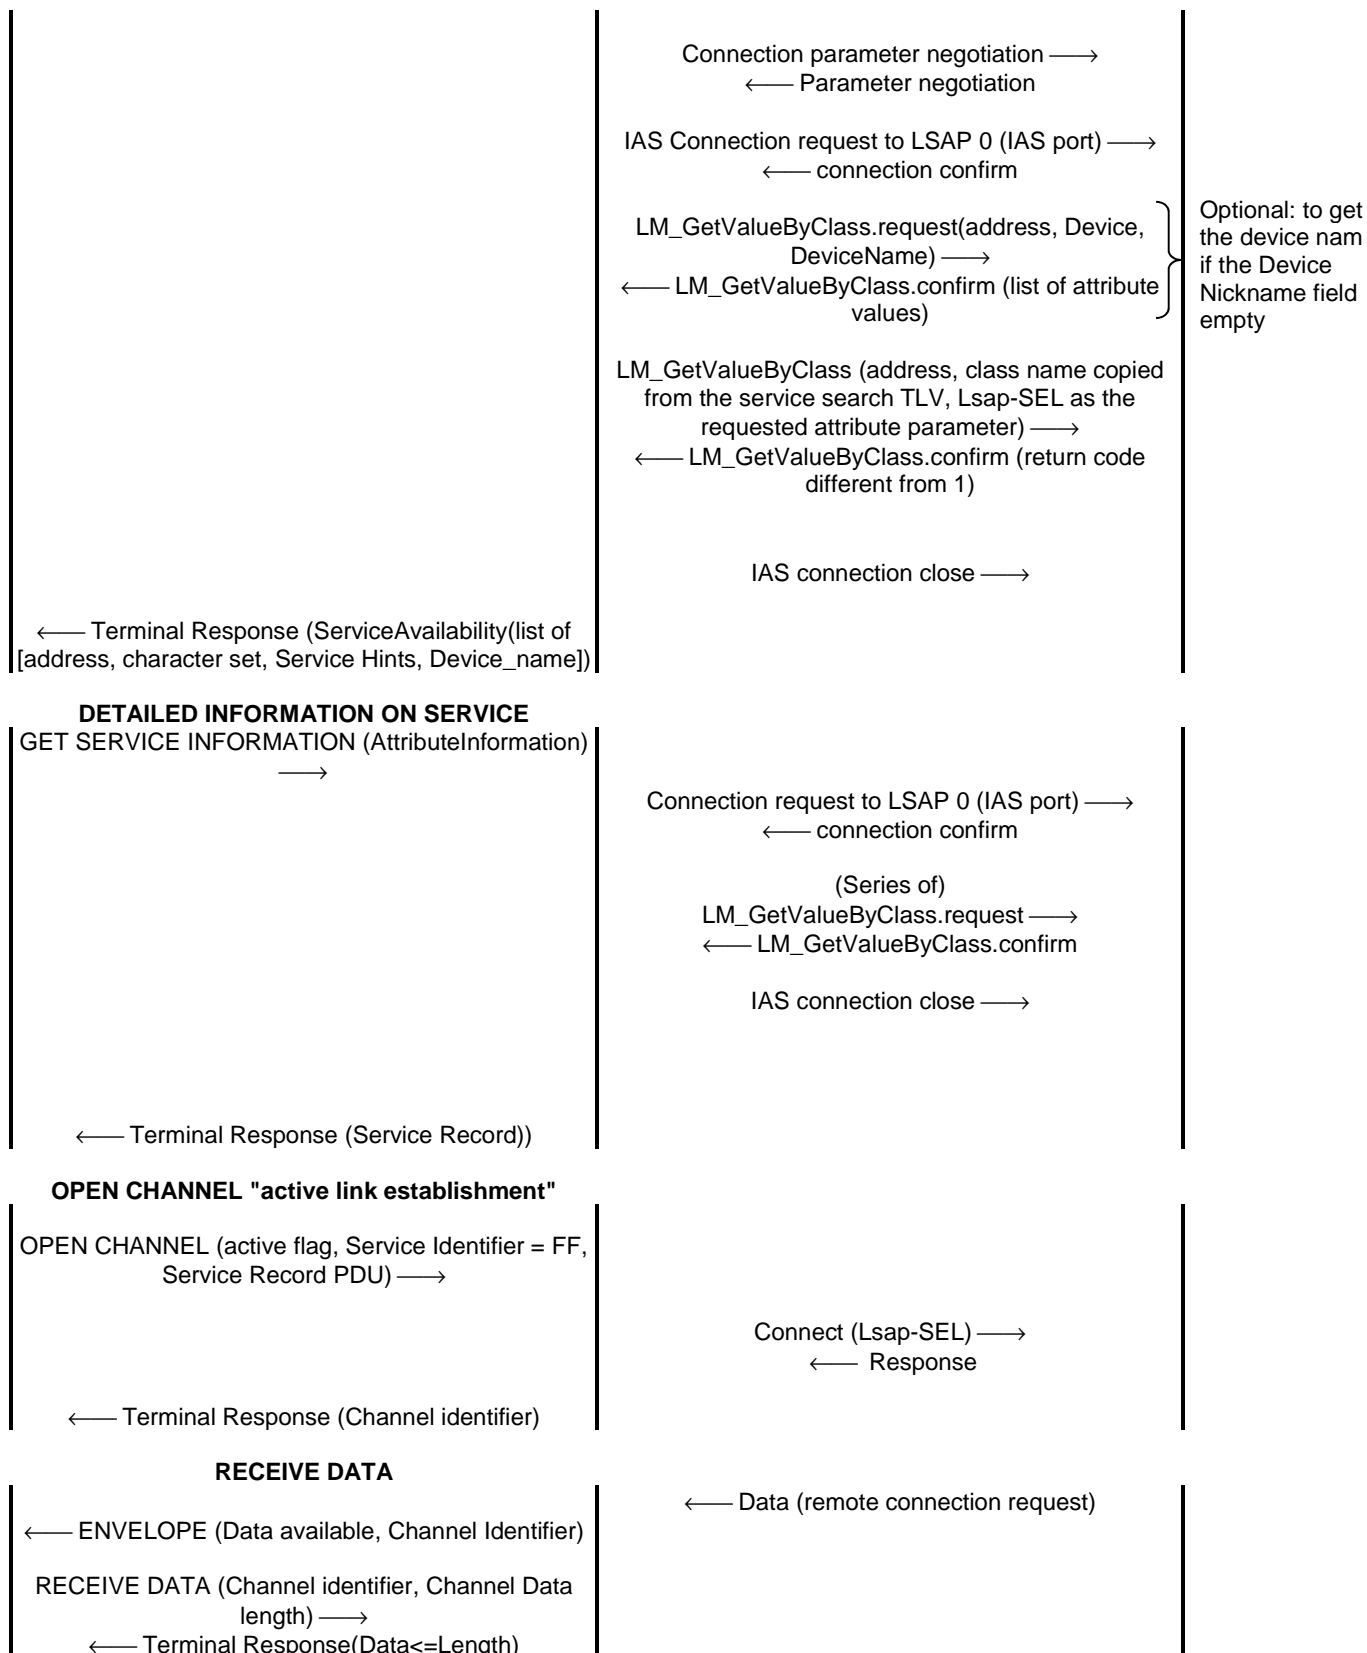 Connection parameter negotiation ⟶
⟵ Parameter negotiation
IAS Connection request to LSAP 0 (IAS port) ⟶
⟵ connection confirm
LM_GetValueByClass.request(address, Device,
DeviceName) ⟶
⟵ LM_GetValueByClass.confirm (list of attribute
values)
Optional: to get
the device nam
if the Device
Nickname field
empty
LM_GetValueByClass (address, class name copied
from the service search TLV, Lsap-SEL as the
requested attribute parameter) ⟶
⟵ LM_GetValueByClass.confirm (return code
different from 1)
IAS connection close ⟶
⟵ Terminal Response (ServiceAvailability(list of
[address, character set, Service Hints, Device_name])
DETAILED INFORMATION ON SERVICE
GET SERVICE INFORMATION (AttributeInformation)
⟶
Connection request to LSAP 0 (IAS port) ⟶
⟵ connection confirm
(Series of)
LM_GetValueByClass.request ⟶
⟵ LM_GetValueByClass.confirm
IAS connection close ⟶
⟵ Terminal Response (Service Record))
OPEN CHANNEL "active link establishment"
OPEN CHANNEL (active flag, Service Identifier = FF,
Service Record PDU) ⟶
Connect (Lsap-SEL) ⟶
⟵ Response
⟵ Terminal Response (Channel identifier)
RECEIVE DATA
⟵ Data (remote connection request)
⟵ ENVELOPE (Data available, Channel Identifier)
RECEIVE DATA (Channel identifier, Channel Data
length) ⟶
⟵ Terminal Response(Data<=Length)